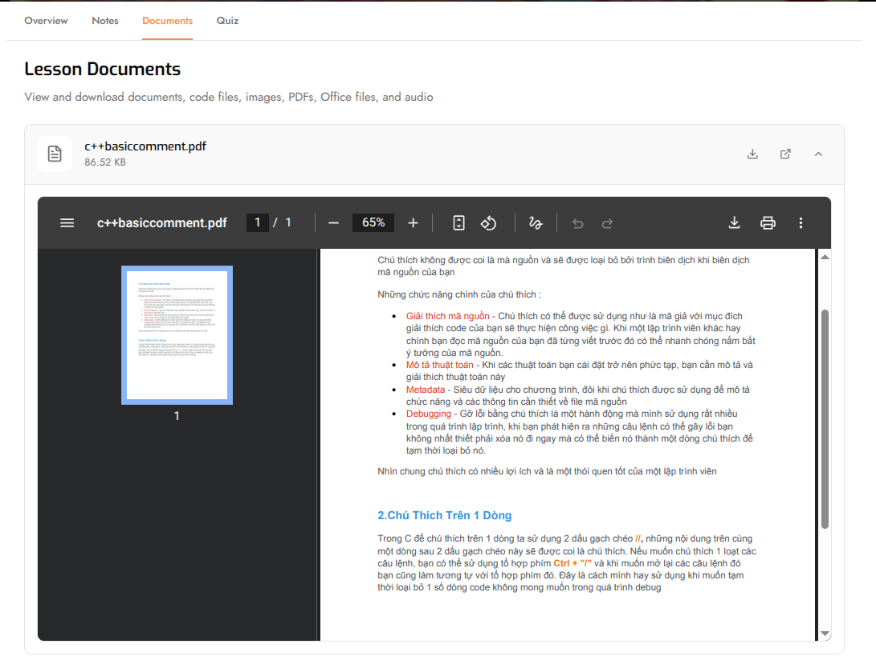 Overview Notes Documents Quiz
Lesson Documents
View and download documents, code files, images, PDFs, Office files, and audio
c++basiccomment.pdf
86.52 KB
c++basiccomment.pdf 1 / 1 65%
Chú thích không được coi là mã nguồn và sẽ được loại bỏ bởi trình biên dịch khi biên dịch
mã nguồn của bạn
Những chức năng chính của chú thích :
Giải thích mã nguồn - Chú thích có thể được sử dụng như là mã giả với mục đích
giải thích code của bạn sẽ thực hiện công việc gì. Khi một lập trình viên khác hay
chính bạn đọc mã nguồn của bạn đã từng viết trước đó có thể nhanh chóng nắm bắt
ý tưởng của mã nguồn.
Mô tả thuật toán - Khi các thuật toán bạn cài đặt trở nên phức tạp, bạn cần mô tả và
giải thích thuật toán này
Metadata - Siêu dữ liệu cho chương trình, đôi khi chú thích được sử dụng để mô tả
chức năng và các thông tin cần thiết về file mã nguồn
Debugging - Gỡ lỗi bằng chú thích là một hành động mà mình sử dụng rất nhiều
trong quá trình lập trình, khi bạn phát hiện ra những câu lệnh có thể gây lỗi bạn
không nhất thiết phải xóa nó đi ngay mà có thể biến nó thành một dòng chú thích để
tạm thời loại bỏ nó.
Nhìn chung chú thích có nhiều lợi ích và là một thói quen tốt của một lập trình viên
2.Chú Thích Trên 1 Dòng
Trong C để chú thích trên 1 dòng ta sử dụng 2 dấu gạch chéo //, những nội dung trên cùng
một dòng sau 2 dấu gạch chéo này sẽ được coi là chú thích. Nếu muốn chú thích 1 loạt các
câu lệnh, bạn có thể sử dụng tổ hợp phím Ctrl + "/" và khi muốn mở lại các câu lệnh đó
bạn cũng làm tương tự với tổ hợp phím đó. Đây là cách mình hay sử dụng khi muốn tạm
thời loại bỏ 1 số dòng code không mong muốn trong quá trình debug
1